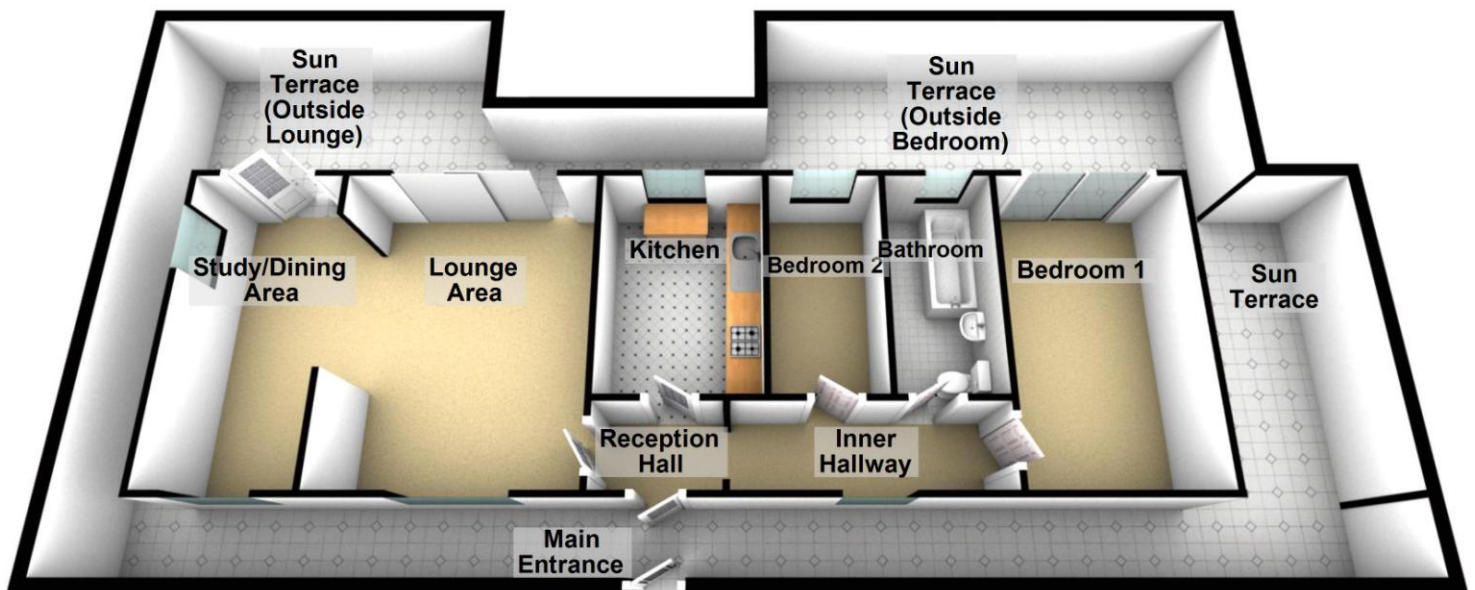 Sun
Terrace
(Outside
Lounge)
Sun
Terrace
(Outside
Bedroom)
Study/Dining
Area
Lounge
Area
Kitchen
Bedroom 2
Bathroom
Bedroom 1
Sun
Terrace
Reception
Hall
Inner
Hallway
Main
Entrance